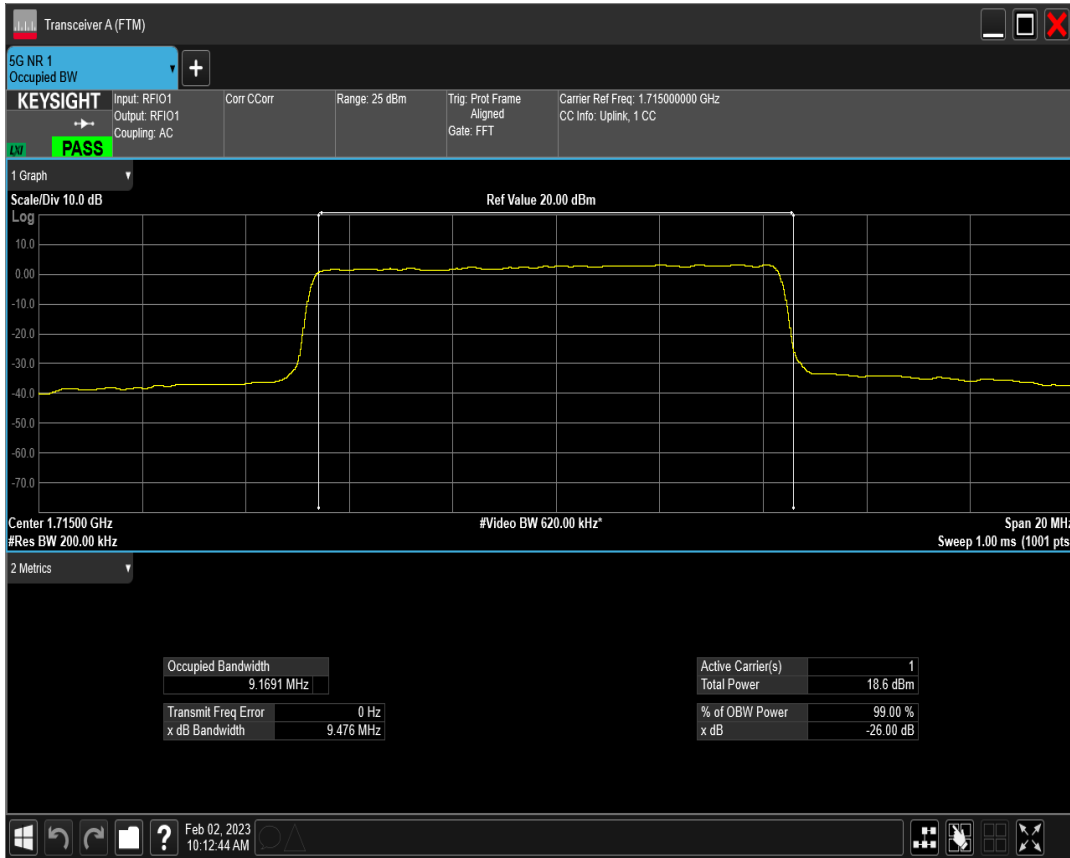 Transceiver A (FTM)
5G NR 1
Occupied BW
+
KEYSIGHT
LXI
PASS
Input: RFIO1
Output: RFIO1
Coupling: AC
Corr CCorr
Range: 25 dBm
Trig: Prot Frame
Aligned
Gate: FFT
Carrier Ref Freq: 1.715000000 GHz
CC Info: Uplink, 1 CC
1 Graph
Scale/Div 10.0 dB
Ref Value 20.00 dBm
Log
10.0
0.00
-10.0
-20.0
-30.0
-40.0
-50.0
-60.0
-70.0
Center 1.71500 GHz
#Video BW 620.00 kHz*
Span 20 MHz
#Res BW 200.00 kHz
Sweep 1.00 ms (1001 pts
2 Metrics
Occupied Bandwidth
9.1691 MHz
Transmit Freq Error 0 Hz
x dB Bandwidth 9.476 MHz
Active Carrier(s) 1
Total Power 18.6 dBm
% of OBW Power 99.00 %
x dB -26.00 dB
?
Feb 02, 2023
10:12:44 AM